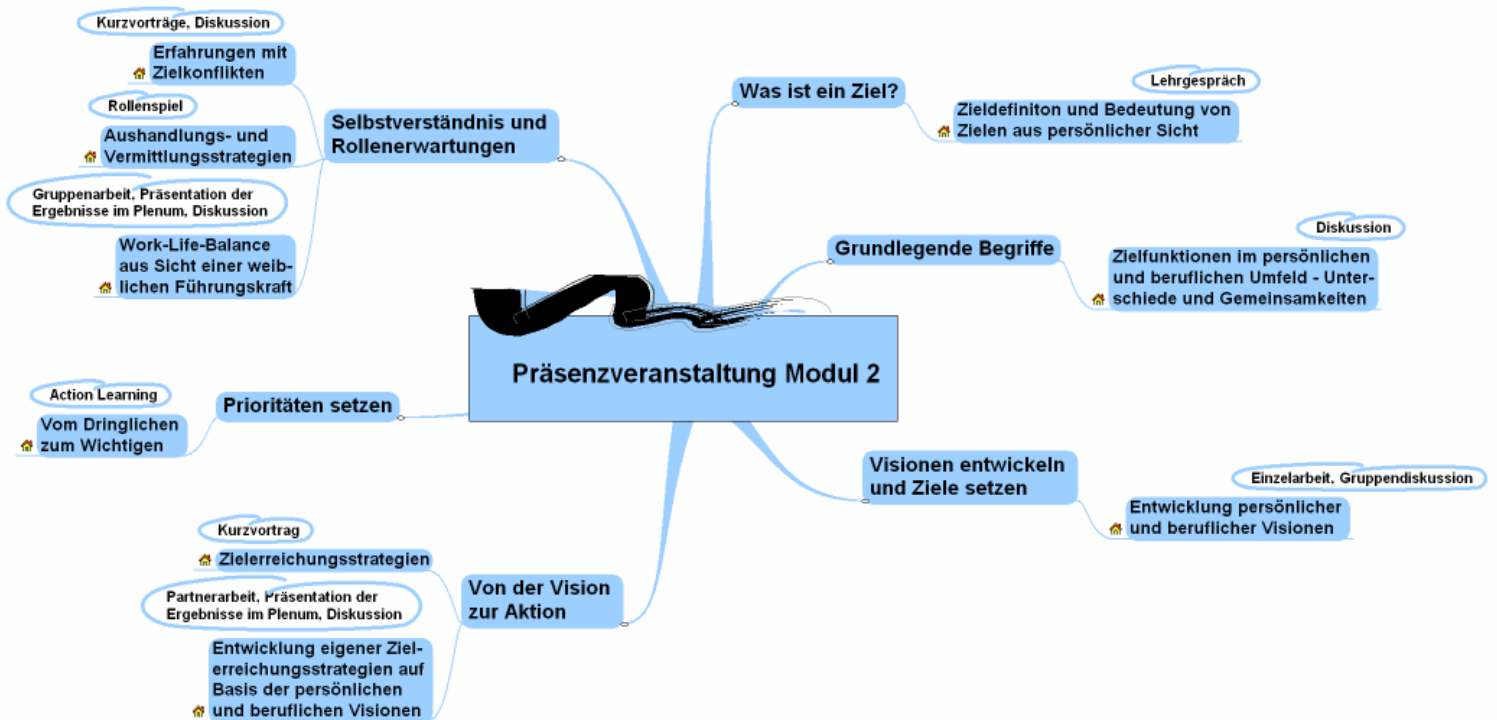 Präsenzveranstaltung Modul 2
Was ist ein Ziel?
Lehrgespräch
Zieldefiniton und Bedeutung von
Zielen aus persönlicher Sicht
Grundlegende Begriffe
Diskussion
Zielfunktionen im persönlichen
und beruflichen Umfeld - Unter-
schiede und Gemeinsamkeiten
Visionen entwickeln
und Ziele setzen
Einzelarbeit, Gruppendiskussion
Entwicklung persönlicher
und beruflicher Visionen
Von der Vision
zur Aktion
Kurzvortrag
Zielerreichungsstrategien
Partnerarbeit, Präsentation der
Ergebnisse im Plenum, Diskussion
Entwicklung eigener Ziel-
erreichungsstrategien auf
Basis der persönlichen
und beruflichen Visionen
Prioritäten setzen
Action Learning
Vom Dringlichen
zum Wichtigen
Selbstverständnis und
Rollenerwartungen
Kurzvorträge, Diskussion
Erfahrungen mit
Zielkonflikten
Rollenspiel
Aushandlungs- und
Vermittlungsstrategien
Gruppenarbeit, Präsentation der
Ergebnisse im Plenum, Diskussion
Work-Life-Balance
aus Sicht einer weib-
lichen Führungskraft